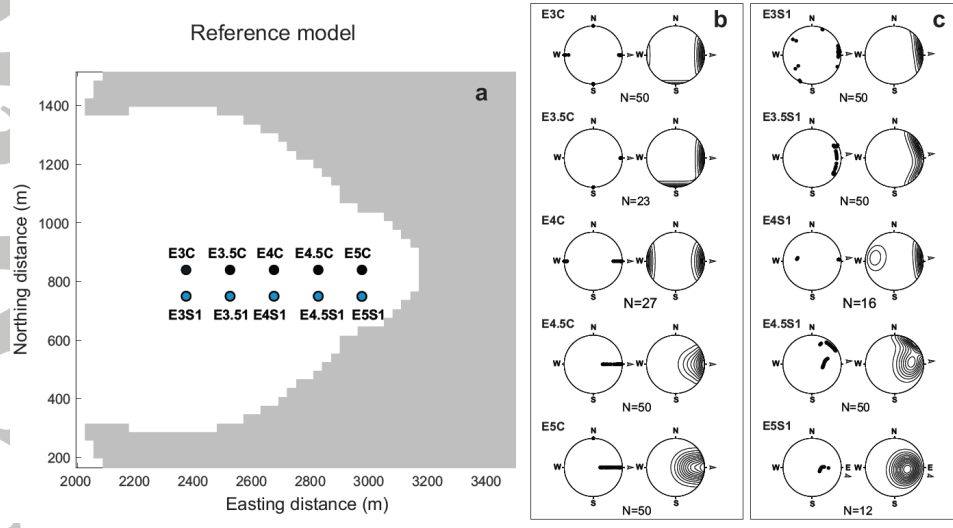 Reference model
a
1400
1200
1000
800
600
400
200
2000 2200 2400 2600 2800 3000 3200 3400
Northing distance (m)
Easting distance (m)
E3C E3.5C E4C E4.5C E5C
E3S1 E3.51 E4S1 E4.5S1 E5S1
b
E3C
N N
W W
S S
N=50
E3.5C
N N
W W
S S
N=23
E4C
N N
W W
S S
N=27
E4.5C
N N
W W
S S
N=50
E5C
N N
W W
S S
N=50
c
E3S1
N N
W W
S S
N=50
E3.5S1
N N
W W
S S
N=50
E4S1
N N
W W
S S
N=16
E4.5S1
N N
W W
S S
N=50
E5S1
N N
W W E
S S
N=12